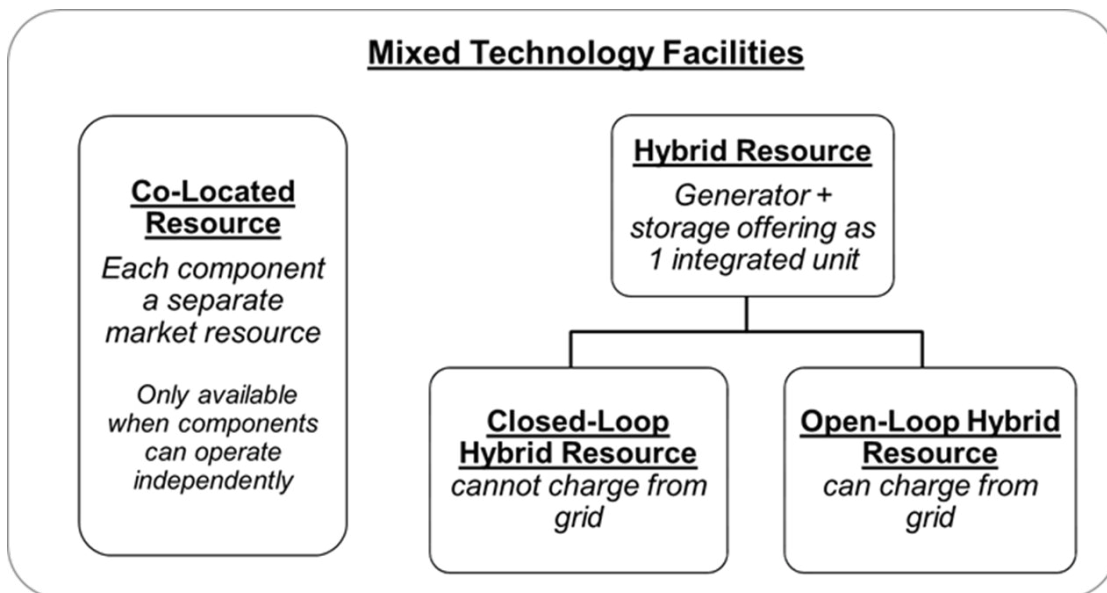 Mixed Technology Facilities
Co-Located
Resource
Each component
a separate
market resource
Only available
when components
can operate
independently
Hybrid Resource
Generator +
storage offering as
1 integrated unit
Closed-Loop
Hybrid Resource
cannot charge from
grid
Open-Loop Hybrid
Resource
can charge from
grid